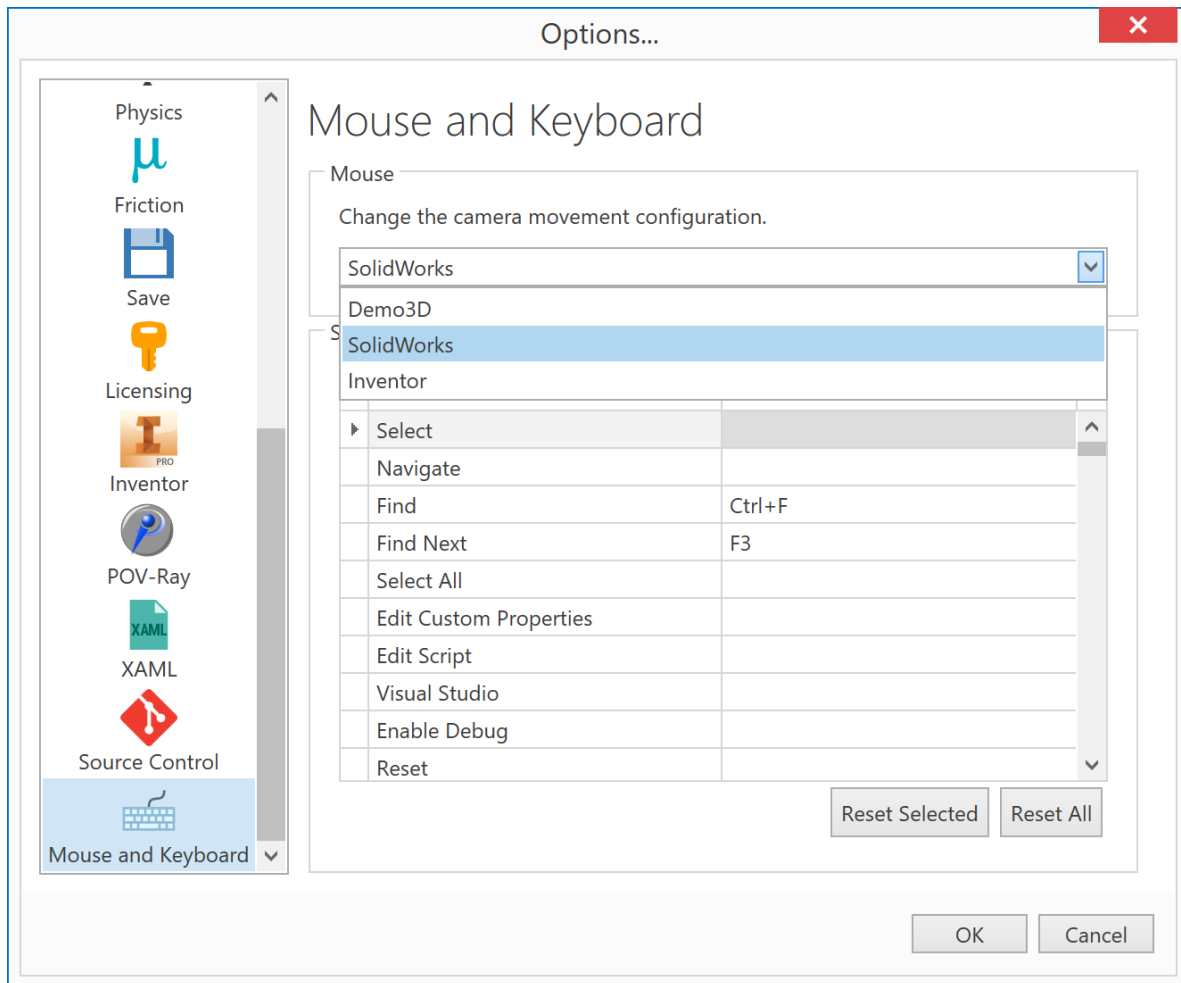 Options...
Physics
μ
Friction
Save
Licensing
PRO
Inventor
POV-Ray
XAML
XAML
Source Control
Mouse and Keyboard
Mouse and Keyboard
Mouse
Change the camera movement configuration.
SolidWorks
Demo3D
SolidWorks
Inventor
Select
Navigate
Find Ctrl+F
Find Next F3
Select All
Edit Custom Properties
Edit Script
Visual Studio
Enable Debug
Reset
Reset Selected Reset All
OK Cancel